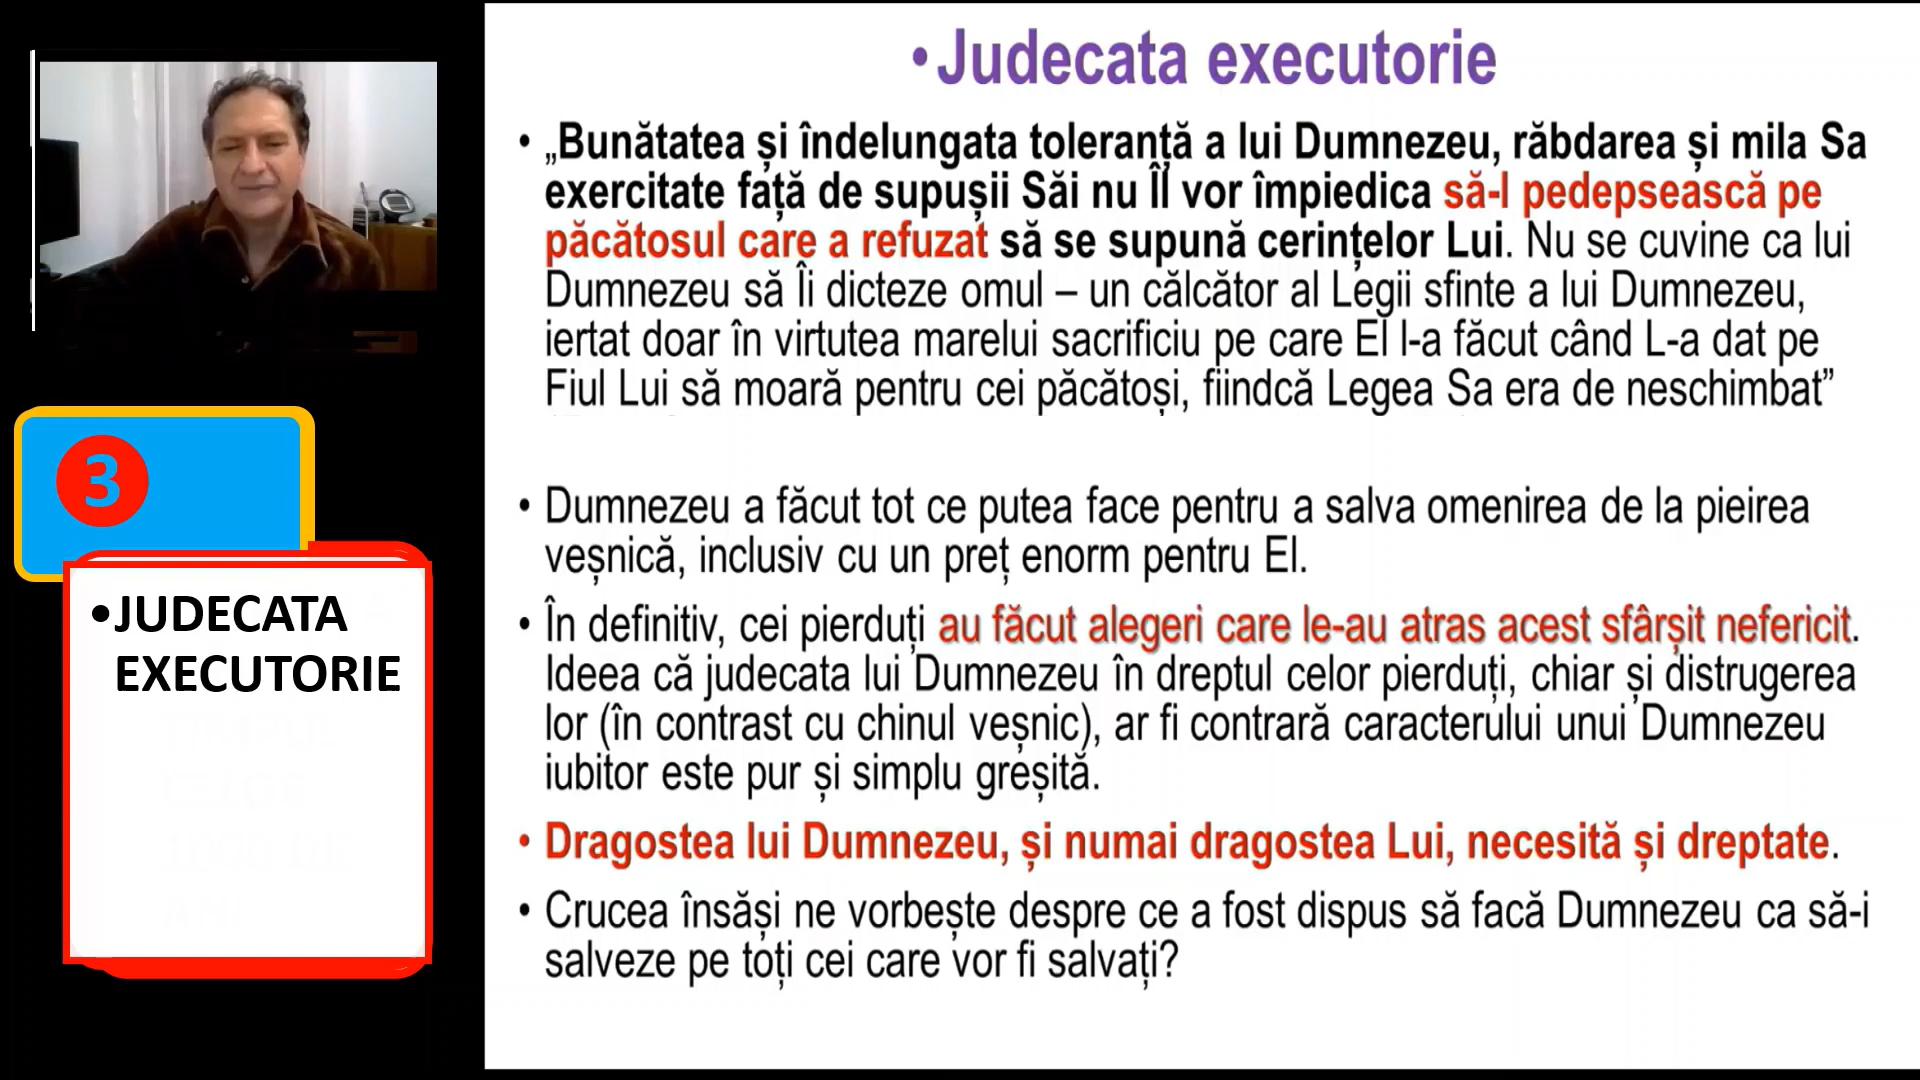 3
•JUDECATA
EXECUTORIE
•Judecata executorie
• „Bunătatea și îndelungata toleranță a lui Dumnezeu, răbdarea și mila Sa
exercitate față de supușii Săi nu Îl vor împiedica să-l pedepsească pe
păcătosul care a refuzat să se supună cerințelor Lui. Nu se cuvine ca lui
Dumnezeu să Îi dicteze omul – un călcător al Legii sfinte a lui Dumnezeu,
iertat doar în virtutea marelui sacrificiu pe care El l-a făcut când L-a dat pe
Fiul Lui să moară pentru cei păcătoși, fiindcă Legea Sa era de neschimbat”
• Dumnezeu a făcut tot ce putea face pentru a salva omenirea de la pieirea
veșnică, inclusiv cu un preț enorm pentru El.
• În definitiv, cei pierduți au făcut alegeri care le-au atras acest sfârșit nefericit.
Ideea că judecata lui Dumnezeu în dreptul celor pierduți, chiar și distrugerea
lor (în contrast cu chinul veșnic), ar fi contrară caracterului unui Dumnezeu
iubitor este pur și simplu greșită.
• Dragostea lui Dumnezeu, și numai dragostea Lui, necesită și dreptate.
• Crucea însăși ne vorbește despre ce a fost dispus să facă Dumnezeu ca să-i
salveze pe toți cei care vor fi salvați?